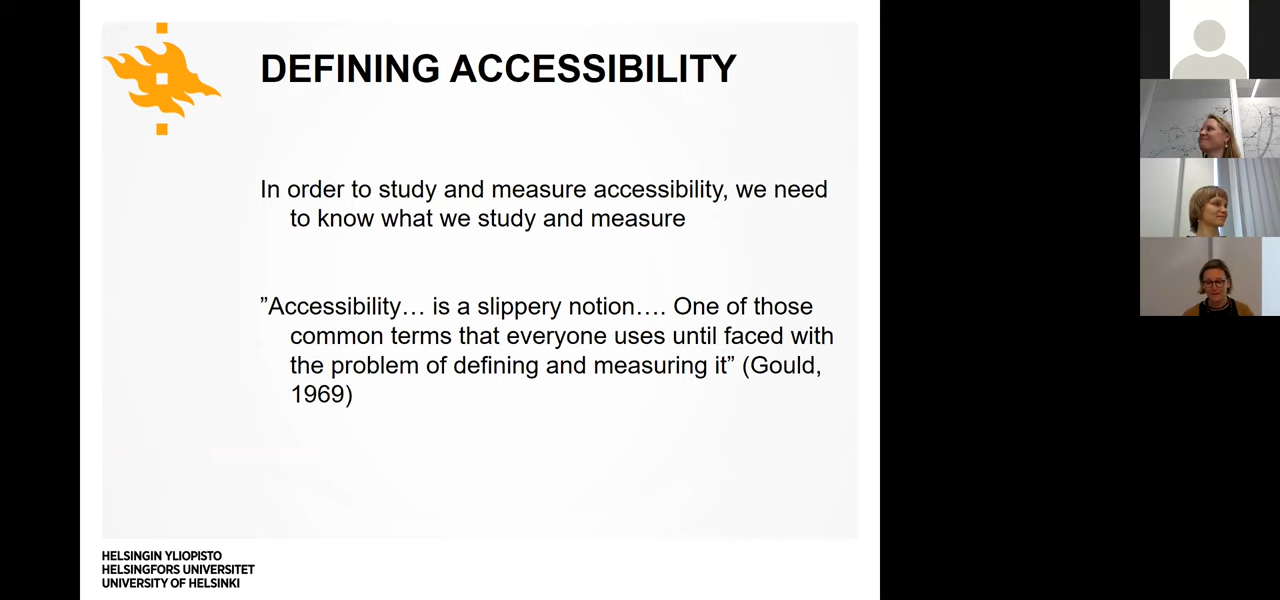 DEFINING ACCESSIBILITY
In order to study and measure accessibility, we need
to know what we study and measure
”Accessibility… is a slippery notion…. One of those
common terms that everyone uses until faced with
the problem of defining and measuring it” (Gould,
1969)
HELSINGIN YLIOPISTO
HELSINGFORS UNIVERSITET
UNIVERSITY OF HELSINKI